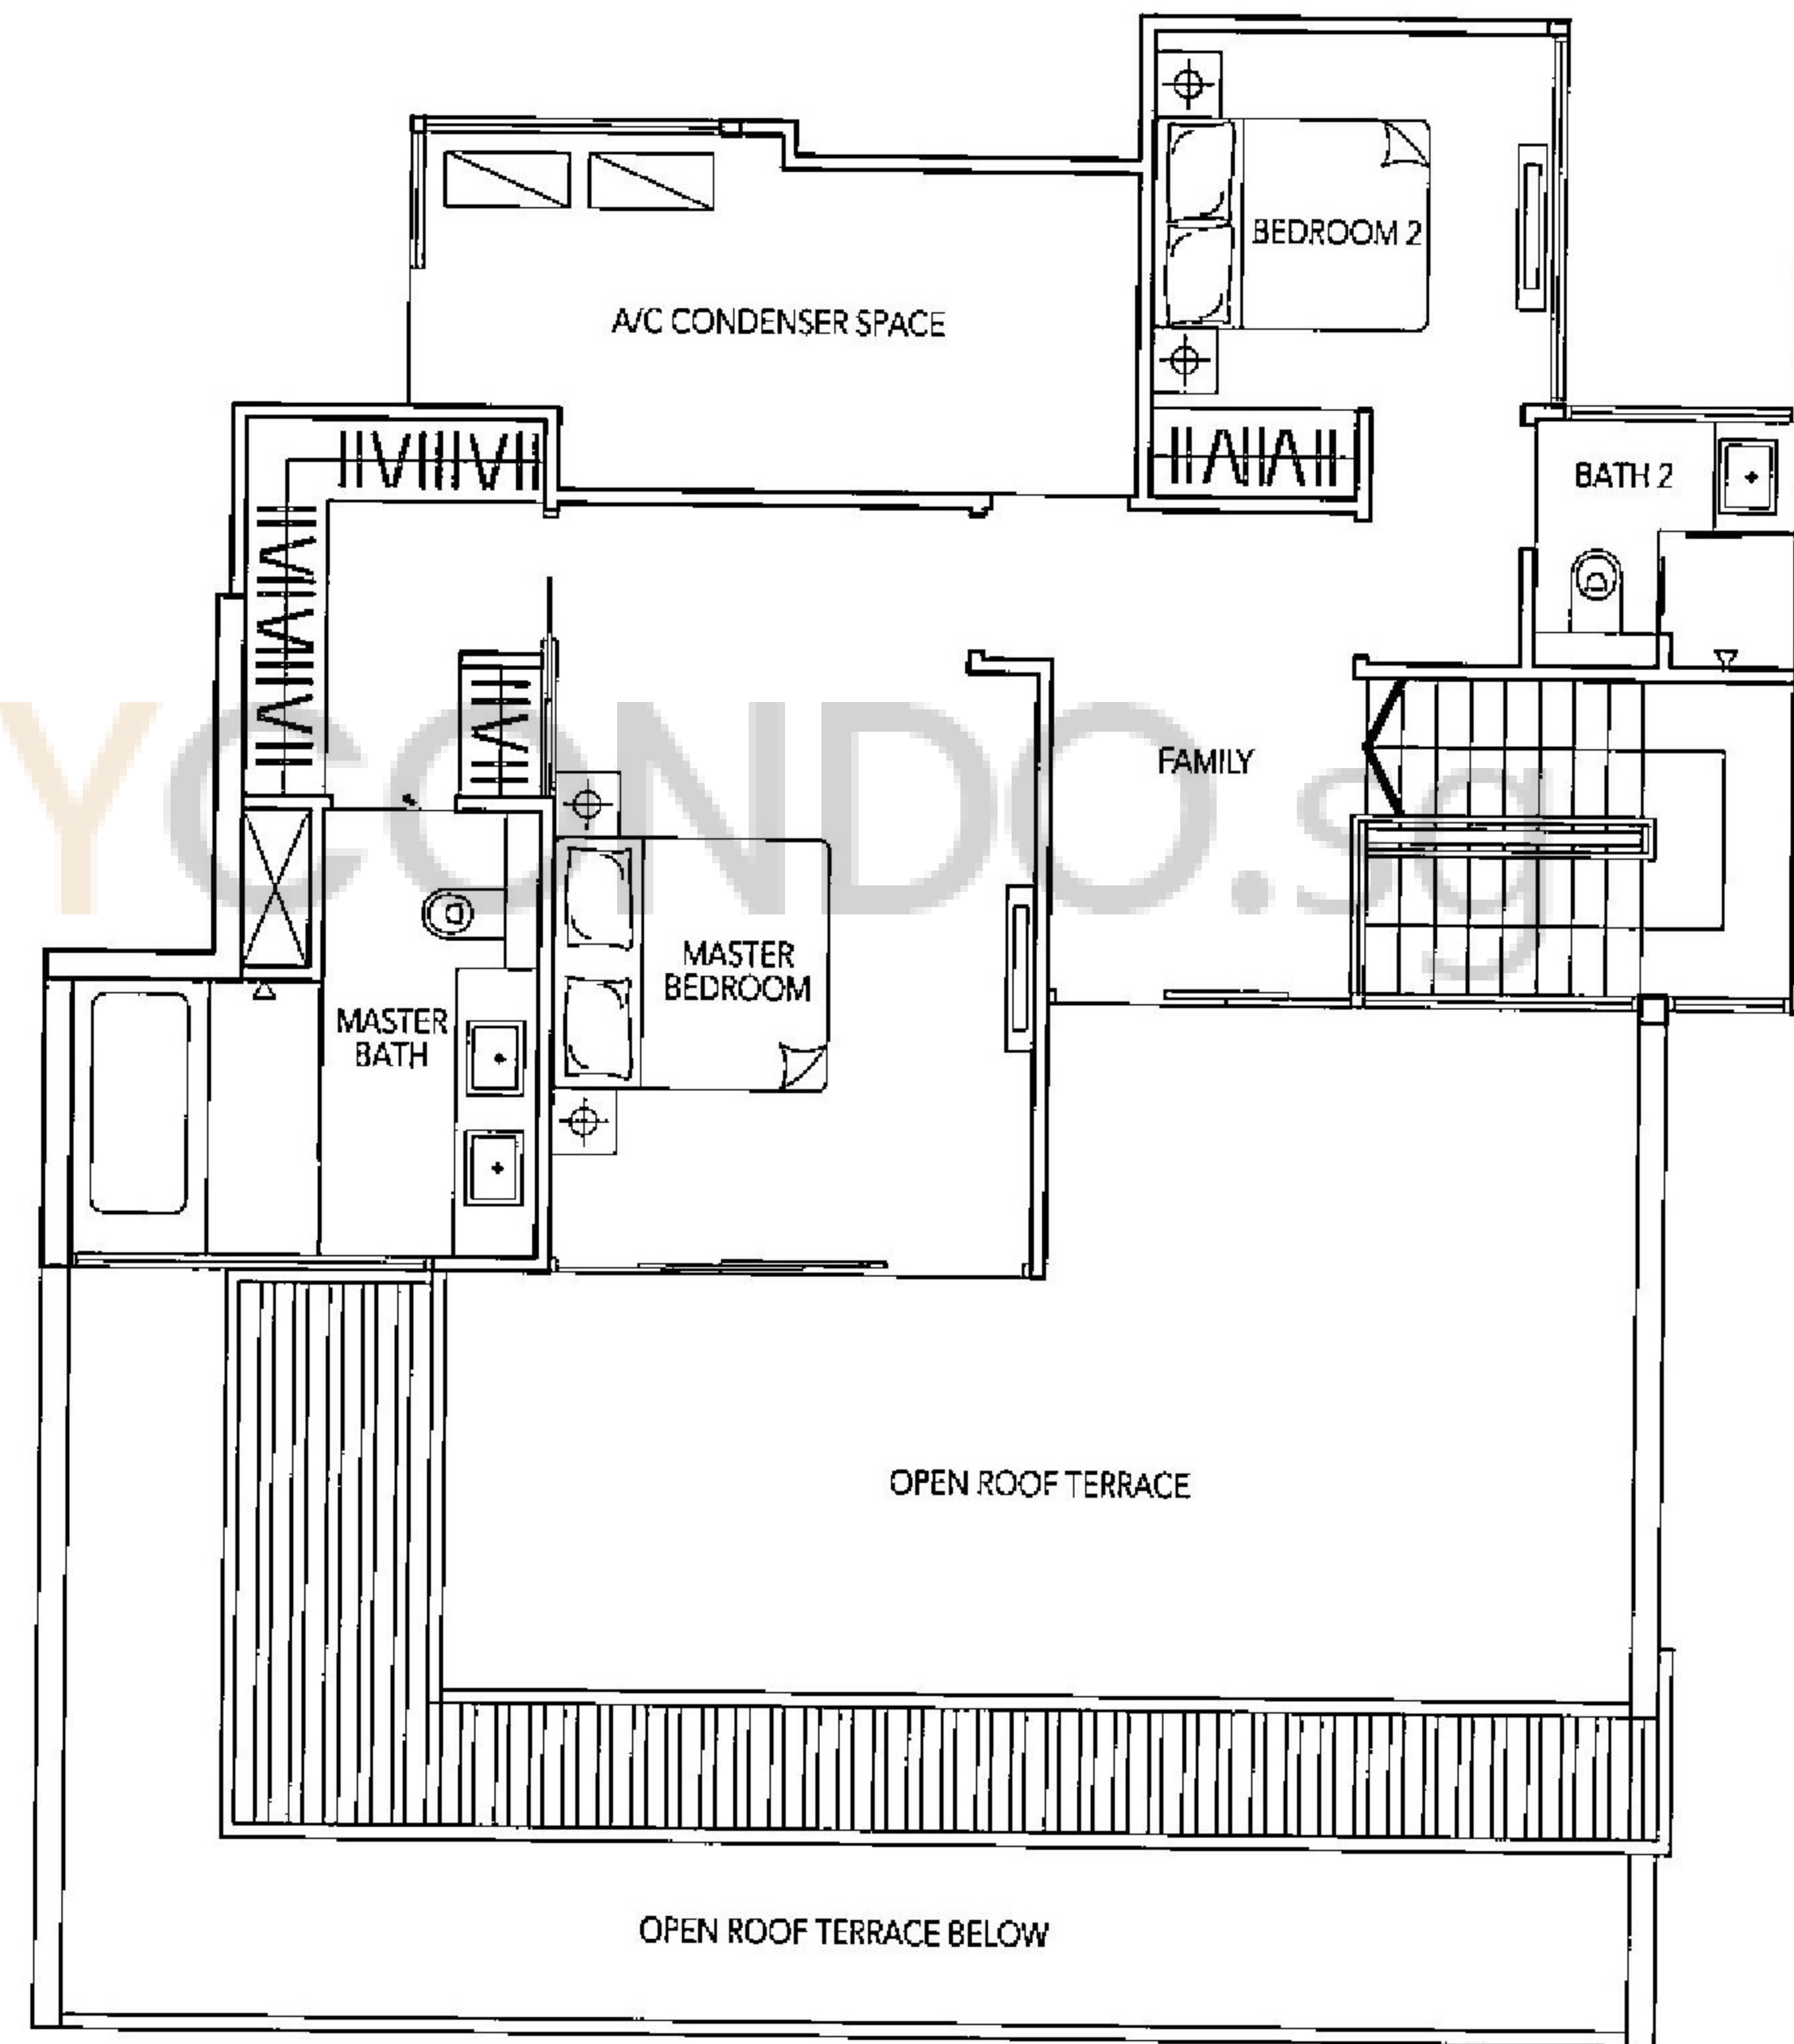 BEDROOM 2
A/C CONDENSER SPACE
BATH 2
FAMILY
YCONDO.sg
MASTER
BEDROOM
MASTER
BATH
OPEN ROOF TERRACE
OPEN ROOF TERRACE BELOW